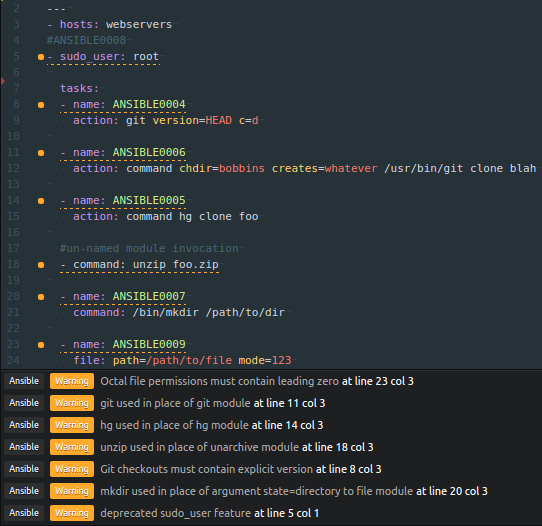 2 ---
3 - hosts: webservers
4 #ANSIBLE0008
5 - sudo_user: root
6
7 tasks:
8 - name: ANSIBLE0004
9 action: git version=HEAD c=d
10
11 - name: ANSIBLE0006
12 action: command chdir=bobbins creates=whatever /usr/bin/git clone blah
13
14 - name: ANSIBLE0005
15 action: command hg clone foo
16
17 #un-named module invocation
18 - command: unzip foo.zip
19
20 - name: ANSIBLE0007
21 command: /bin/mkdir /path/to/dir
22
23 - name: ANSIBLE0009
24 file: path=/path/to/file mode=123
Ansible Warning Octal file permissions must contain leading zero at line 23 col 3
Ansible Warning git used in place of git module at line 11 col 3
Ansible Warning hg used in place of hg module at line 14 col 3
Ansible Warning unzip used in place of unarchive module at line 18 col 3
Ansible Warning Git checkouts must contain explicit version at line 8 col 3
Ansible Warning mkdir used in place of argument state=directory to file module at line 20 col 3
Ansible Warning deprecated sudo_user feature at line 5 col 1